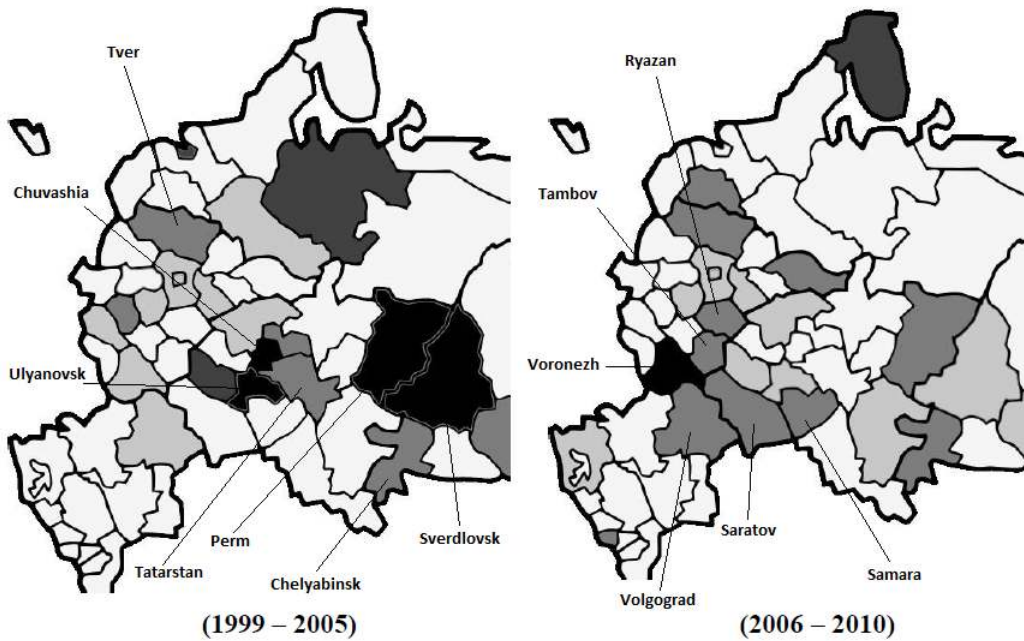 Tver
Chuvashia
Ulyanovsk
Tatarstan
Perm
Chelyabinsk
Sverdlovsk
(1999 – 2005)
Ryazan
Tambov
Voronezh
Volgograd
Saratov
Samara
(2006 – 2010)